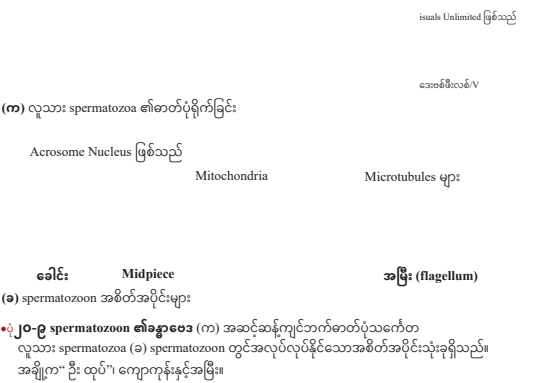 isuals Unlimited ဖြစ်သည်
ဒေးဗစ်ဖီးလစ်/V
(က) လူသား spermatozoa ၏ဓာတ်ပုံရိုက်ခြင်း
Acrosome Nucleus ဖြစ်သည်
Mitochondria Microtubules များ
ခေါင်း Midpiece အမြီး (flagellum)
(ခ) spermatozoon အစိတ်အပိုင်းများ
•ပုံ ၂၀-၉ spermatozoon ၏ခန္ဓာဗေဒ (က) အဆင့်ဆန့်ကျင်ဘက်ဓာတ်ပုံသင်္ကေတ
လူသား spermatozoa (ခ) spermatozoon တွင်အလုပ်လုပ်နိုင်သောအစိတ်အပိုင်းသုံးခုရှိသည်။
အချို့က“ ဦး ထုပ်”၊ ကျောကုန်းနှင့်အမြီး။